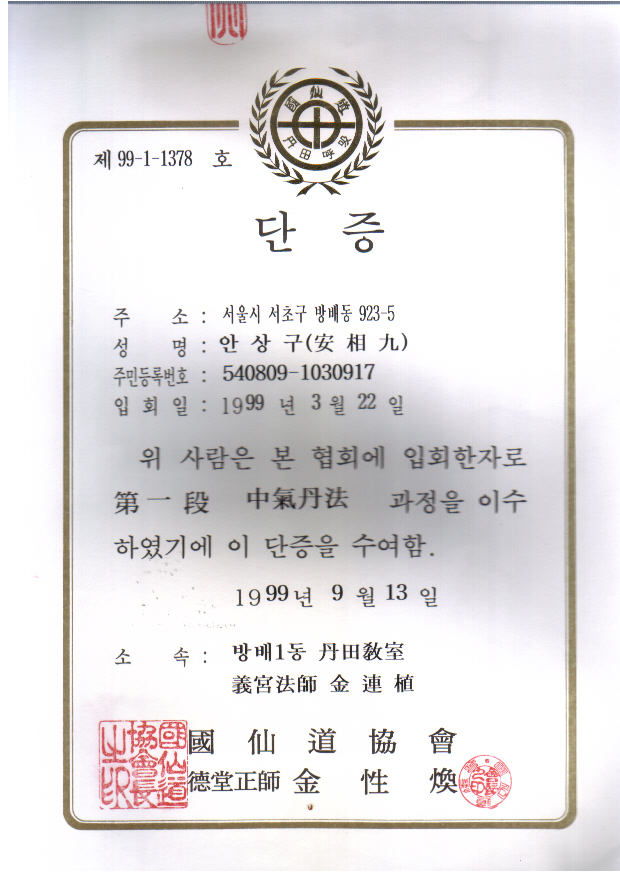 國仙道
丹田呼吸
제 99-1-1378 호
단 증
주 소 : 서울시 서초구 방배동 923-5
성 명 : 안 상 구(安 相 九)
주민등록번호 : 540809-1030917
입 회 일 : 1999 년 3 월 22 일
위 사람은 본 협회에 입회한자로
第一段 中氣丹法 과정을 이수
하였기에 이 단증을 수여함.
1999년 9 월 13 일
소 속 : 방배1동 丹田敎室
義宮法師 金 連 植
國 仙 道 協 會
德堂正師 金 性 煥
國仙道協會長之印